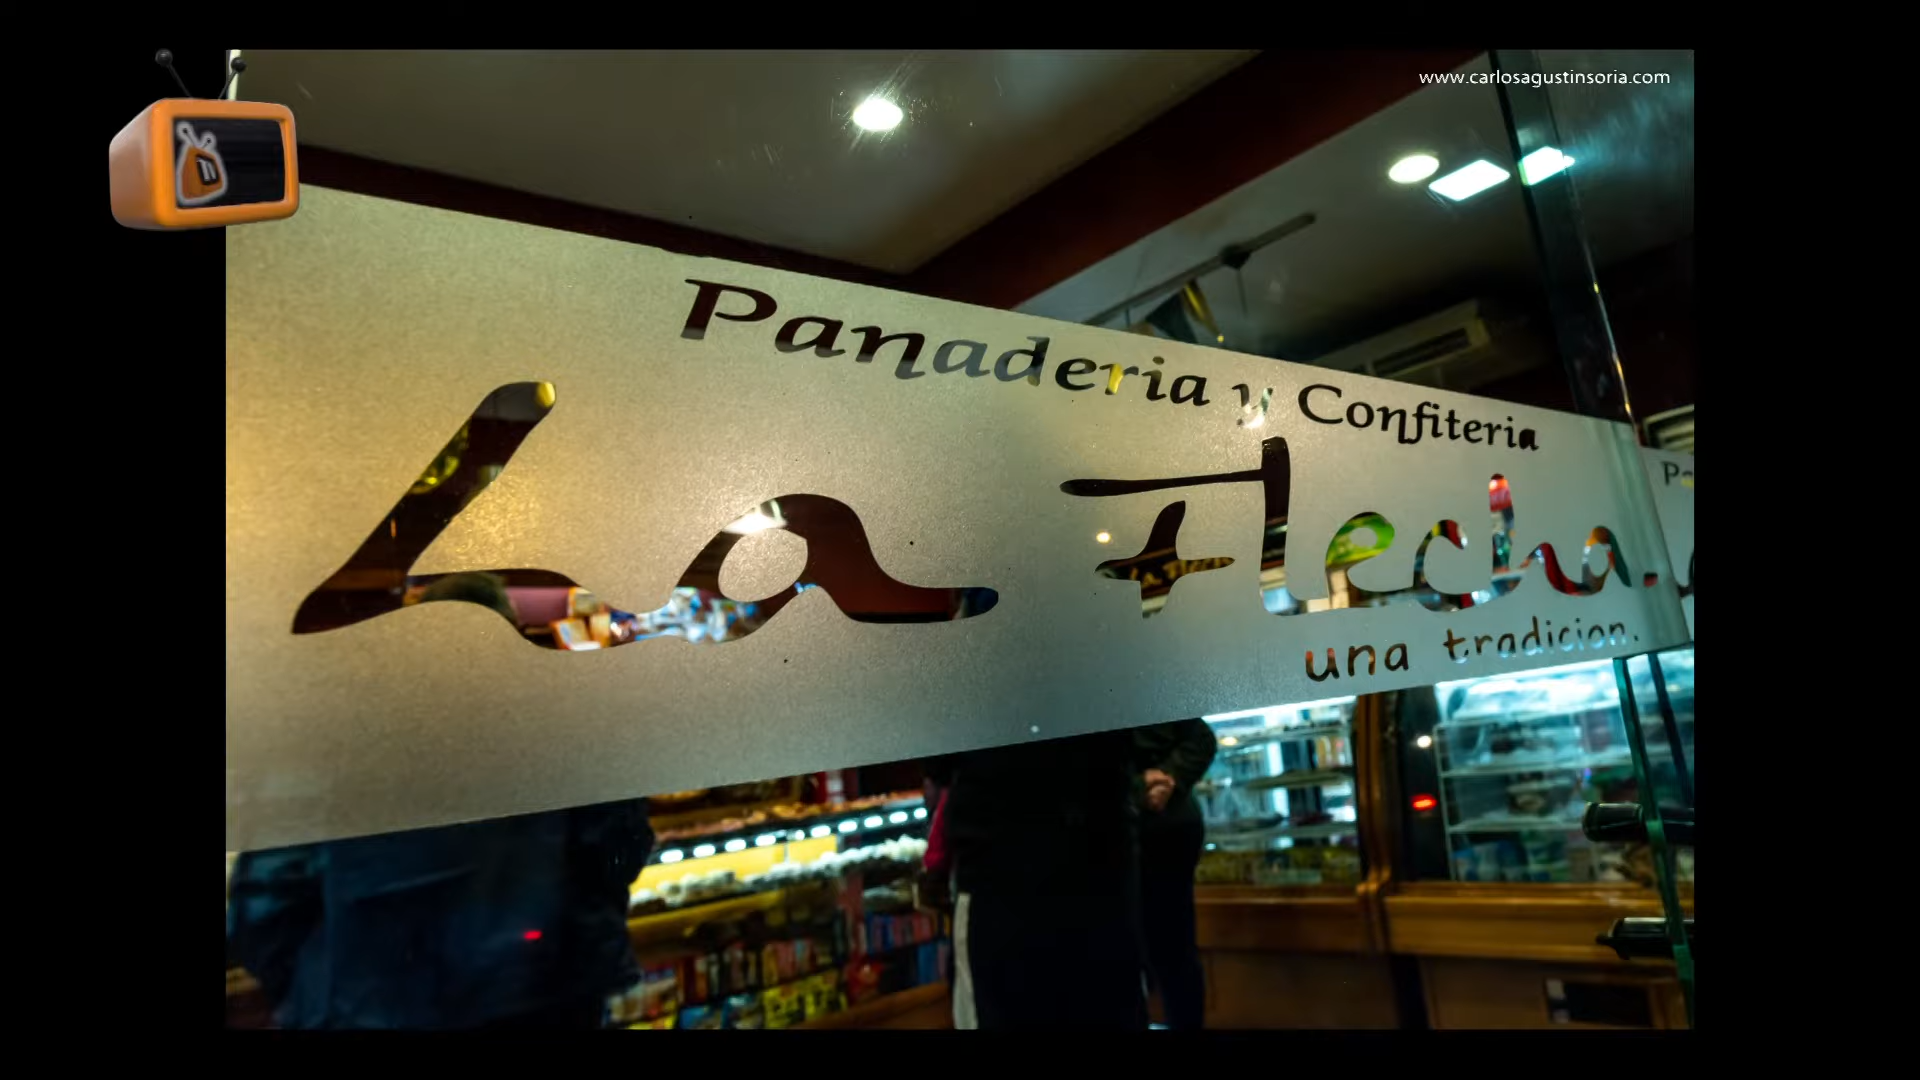 www.carlosagustinsoria.com
Panaderia y Confiteria
La Flecha.
una tradicion.